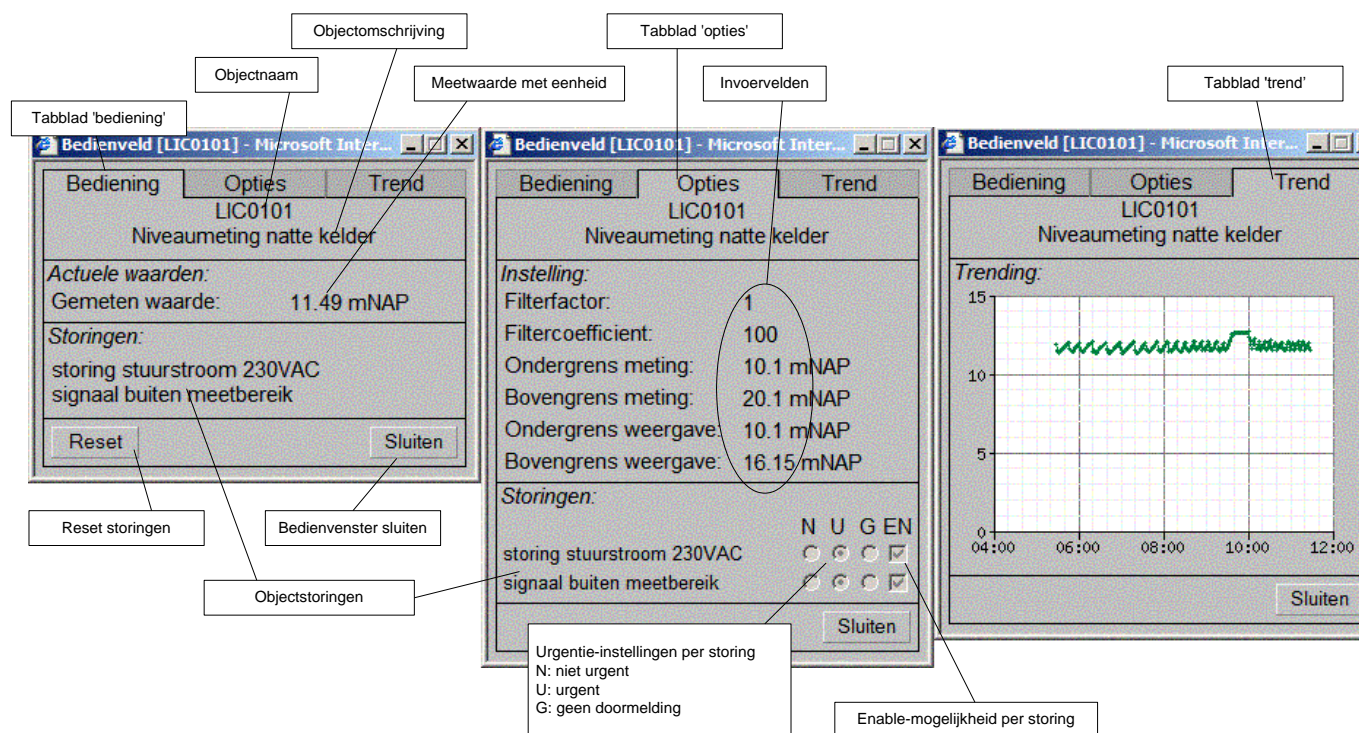 Objectomschrijving
Tabblad 'opties'
Objectnaam
Meetwaarde met eenheid
Invoervelden
Tabblad 'trend'
Tabblad 'bediening'
Bedienveld [LIC0101] - Microsoft Inter...
Bediening Opties Trend
LIC0101
Niveaumeting natte kelder
Actuele waarden:
Gemeten waarde: 11.49 mNAP
Storingen:
storing stuurstroom 230VAC
signaal buiten meetbereik
Reset Sluiten
Reset storingen
Bedienvenster sluiten
Objectstoringen
Bedienveld [LIC0101] - Microsoft Inter...
Bediening Opties Trend
LIC0101
Niveaumeting natte kelder
Instelling:
Filterfactor: 1
Filtercoefficient: 100
Ondergrens meting: 10.1 mNAP
Bovengrens meting: 20.1 mNAP
Ondergrens weergave: 10.1 mNAP
Bovengrens weergave: 16.15 mNAP
Storingen:
N U G EN
storing stuurstroom 230VAC
signaal buiten meetbereik
Sluiten
Urgentie-instellingen per storing
N: niet urgent
U: urgent
G: geen doormelding
Enable-mogelijkheid per storing
Bedienveld [LIC0101] - Microsoft Inter...
Bediening Opties Trend
LIC0101
Niveaumeting natte kelder
Trending:
15
10
5
0
04:00 06:00 08:00 10:00 12:00
Sluiten